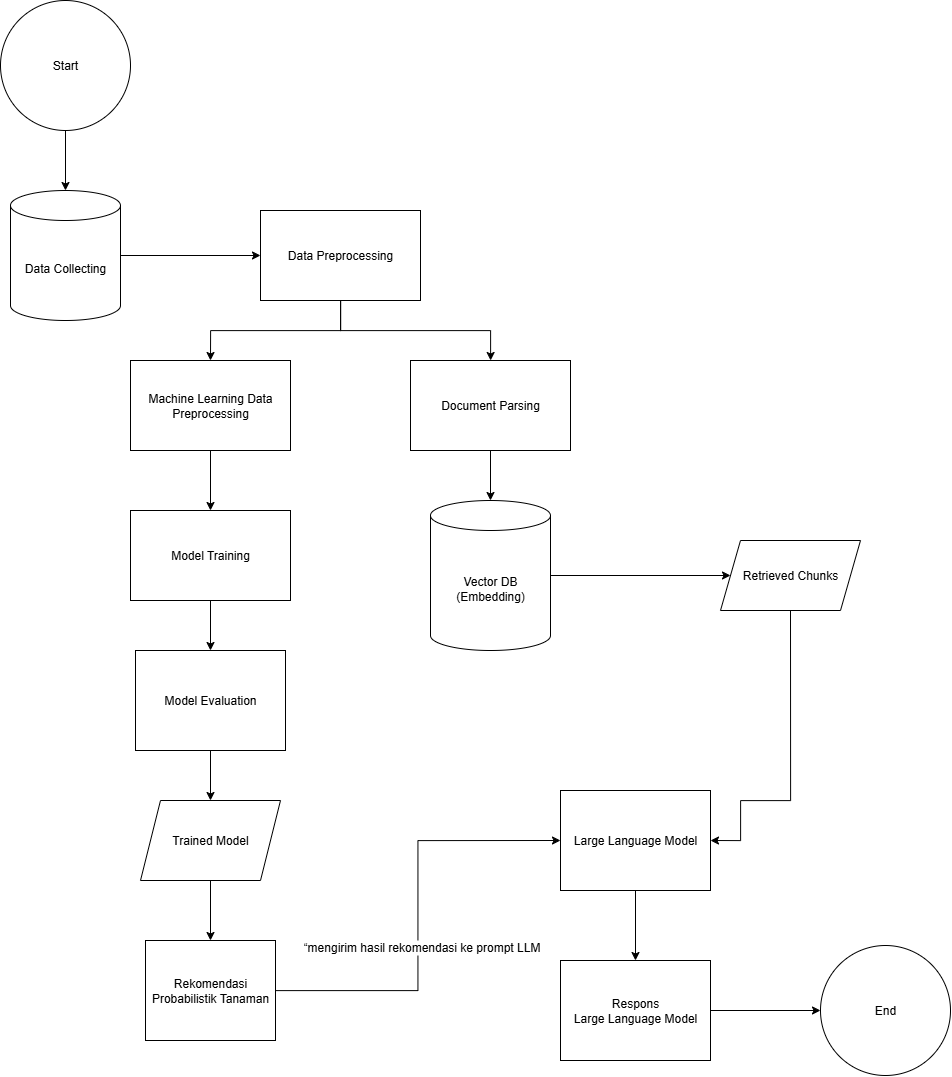 Start
Data Collecting
Data Preprocessing
Machine Learning Data
Preprocessing
Document Parsing
Model Training
Vector DB
(Embedding)
Retrieved Chunks
Model Evaluation
Trained Model
Large Language Model
“mengirim hasil rekomendasi ke prompt LLM
Rekomendasi
Probabilistik Tanaman
Respons
Large Language Model
End